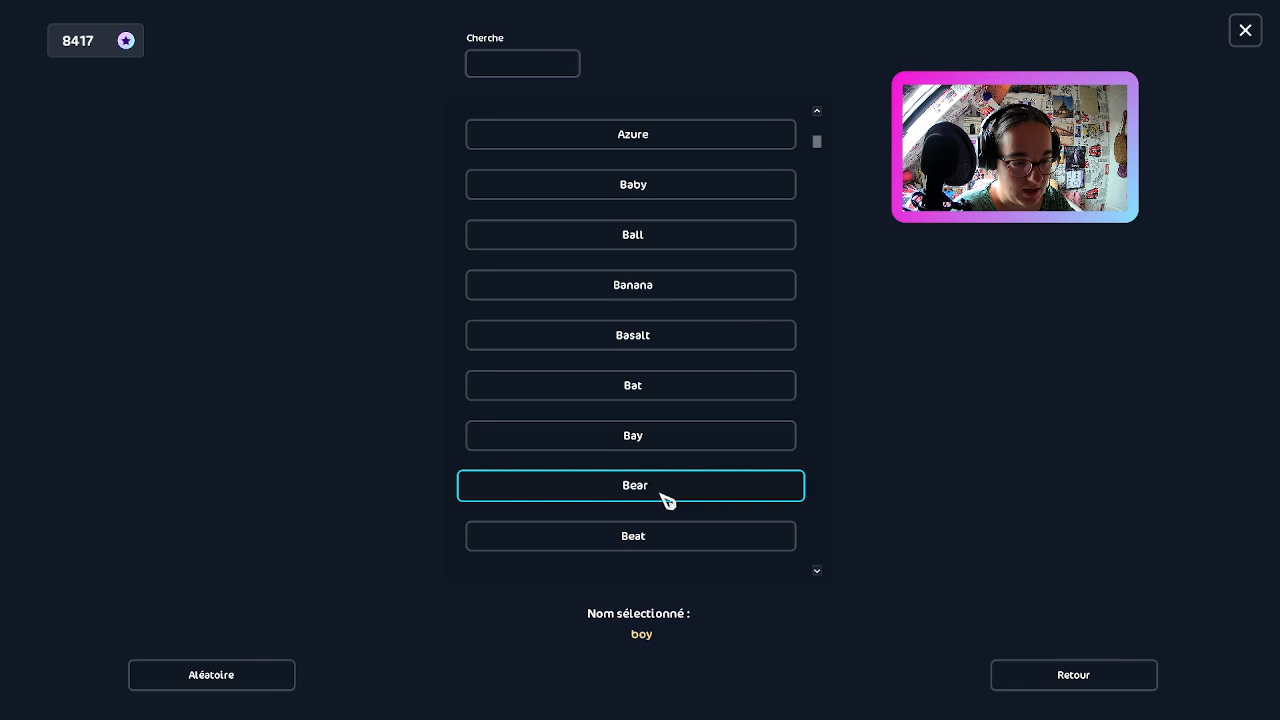 8417
Cherche
Azure
Baby
Ball
Banana
Basalt
Bat
Bay
Bear
Beat
Nom sélectionné :
boy
Aléatoire
Retour